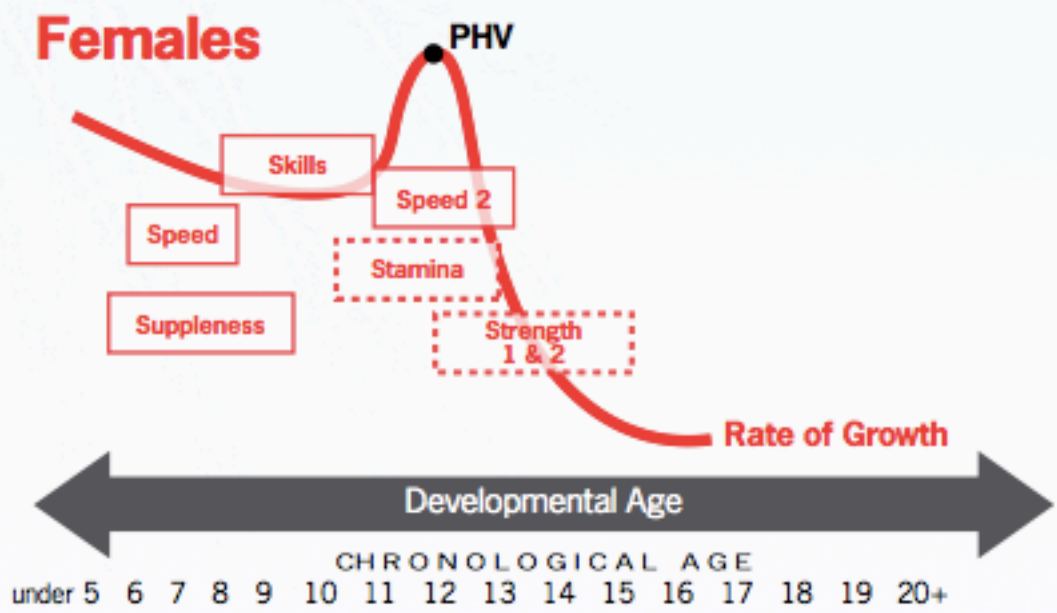 Females
PHV
Skills
Speed 2
Speed
Stamina
Suppleness
Strength
1 & 2
Rate of Growth
Developmental Age
CHRONOLOGICAL AGE
under 5 6 7 8 9 10 11 12 13 14 15 16 17 18 19 20+